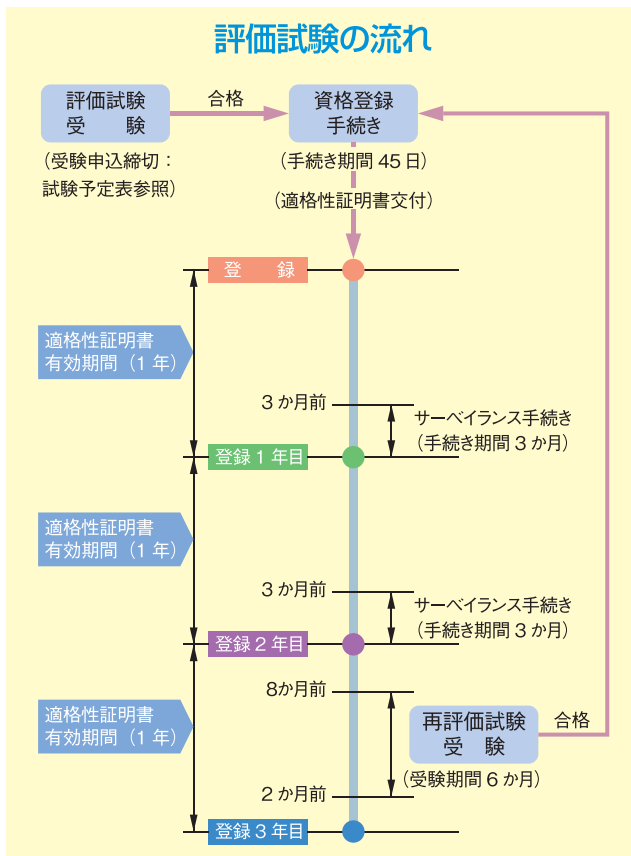 評価試験の流れ
評価試験
受　　験
合格
資格登録
手続き
（受験申込締切：
試験予定表参照）
（手続き期間 45 日）
（適格性証明書交付）
登　　録
適格性証明書
有効期間（1 年）
3 か月前
サーベイランス手続き
（手続き期間 3 か月）
登録 1 年目
適格性証明書
有効期間（1 年）
3 か月前
サーベイランス手続き
（手続き期間 3 か月）
登録 2 年目
8か月前
適格性証明書
有効期間（1 年）
再評価試験
受　験
合格
（受験期間 6 か月）
2 か月前
登録 3 年目